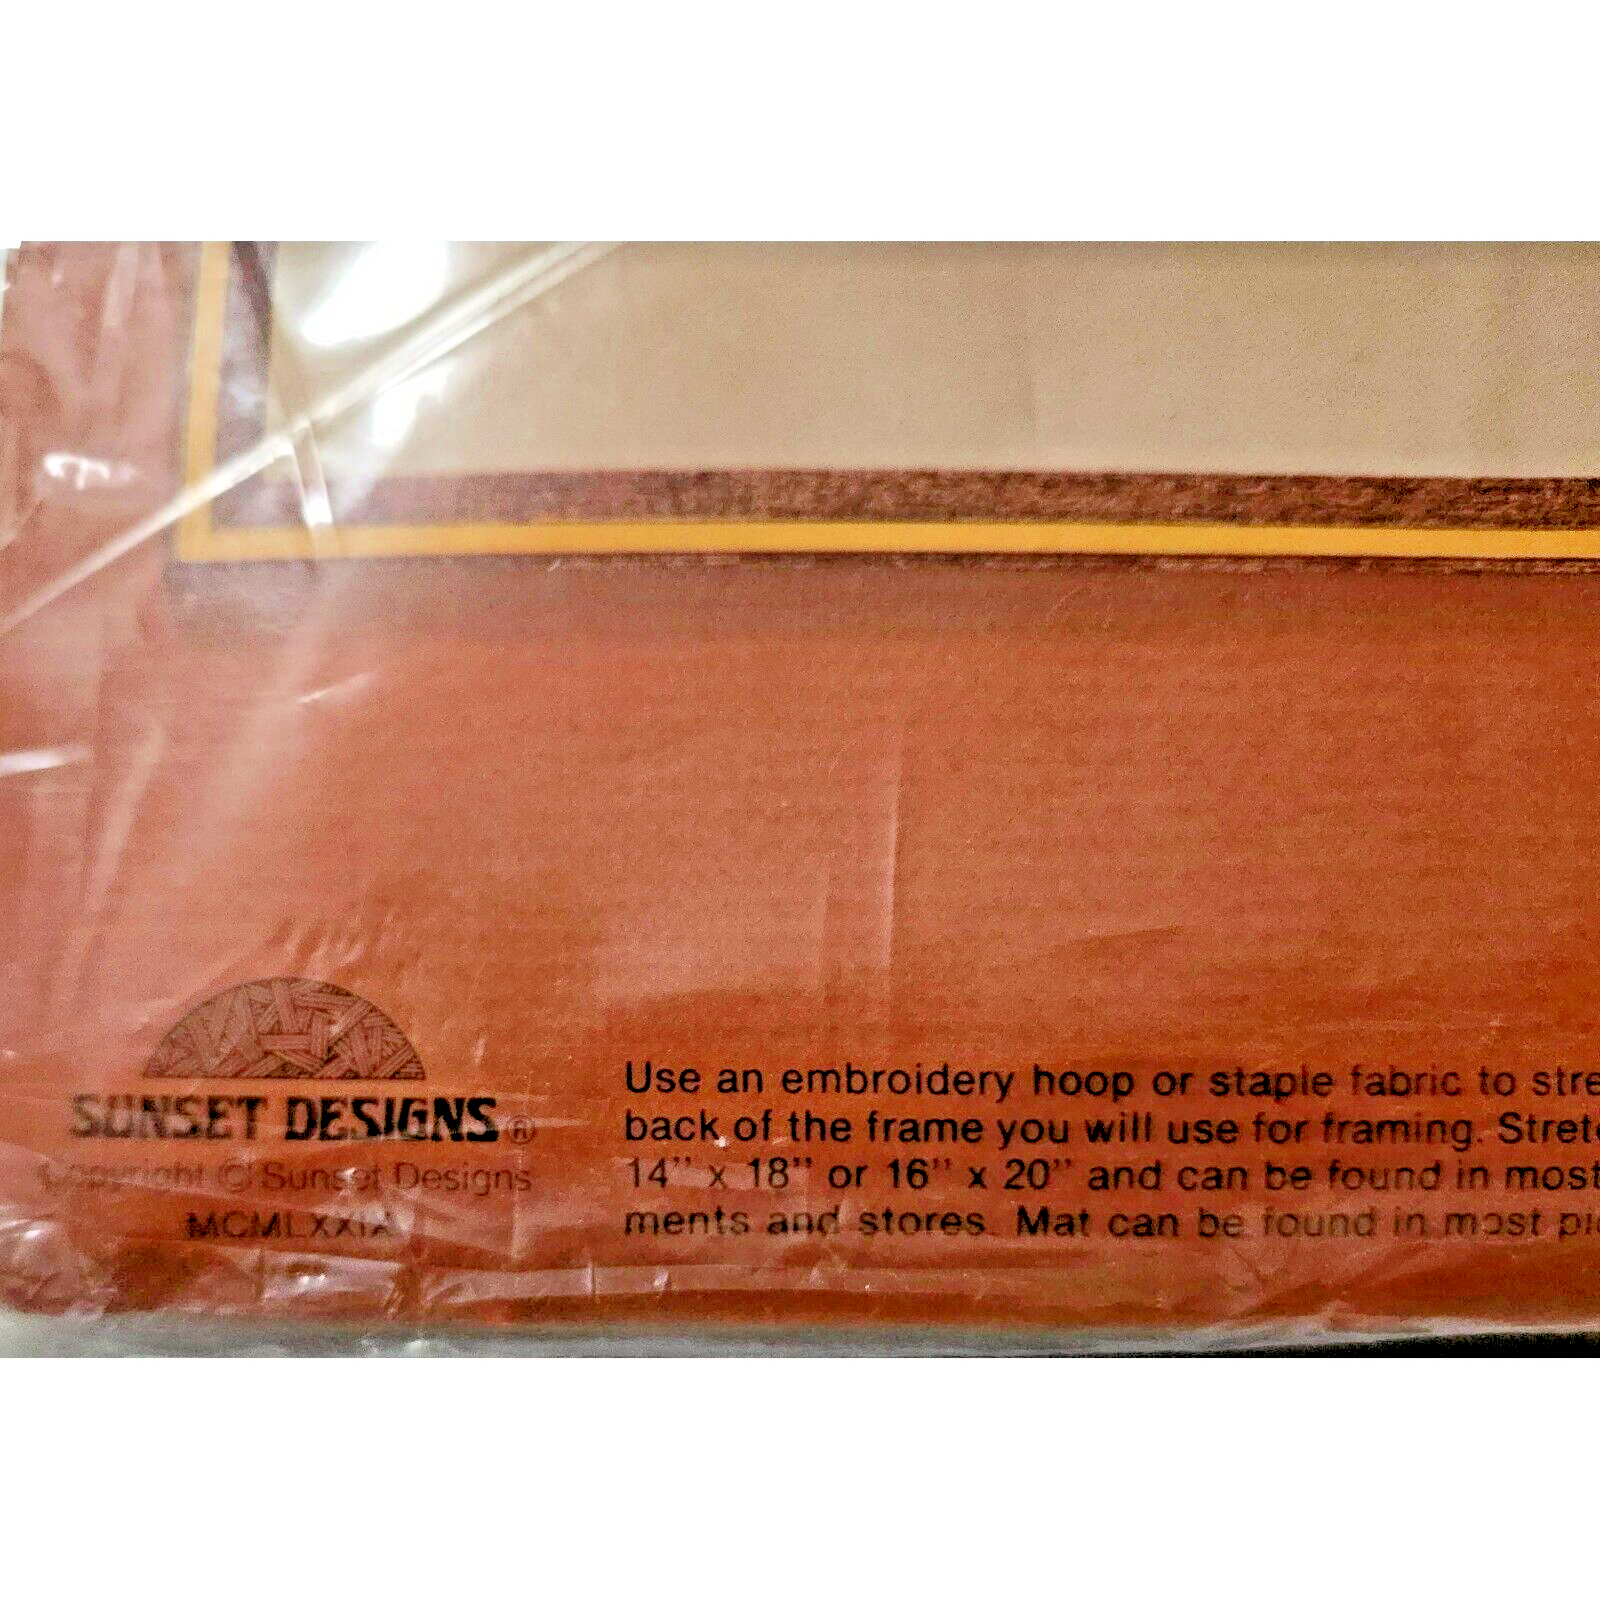 SUNSET DESIGNS®
Copyright © Sunset Designs
MCMLXXIX
Use an embroidery hoop or staple fabric to stre
back of the frame you will use for framing. Stretc
14" x 18" or 16" x 20" and can be found in most
ments and stores. Mat can be found in most pi